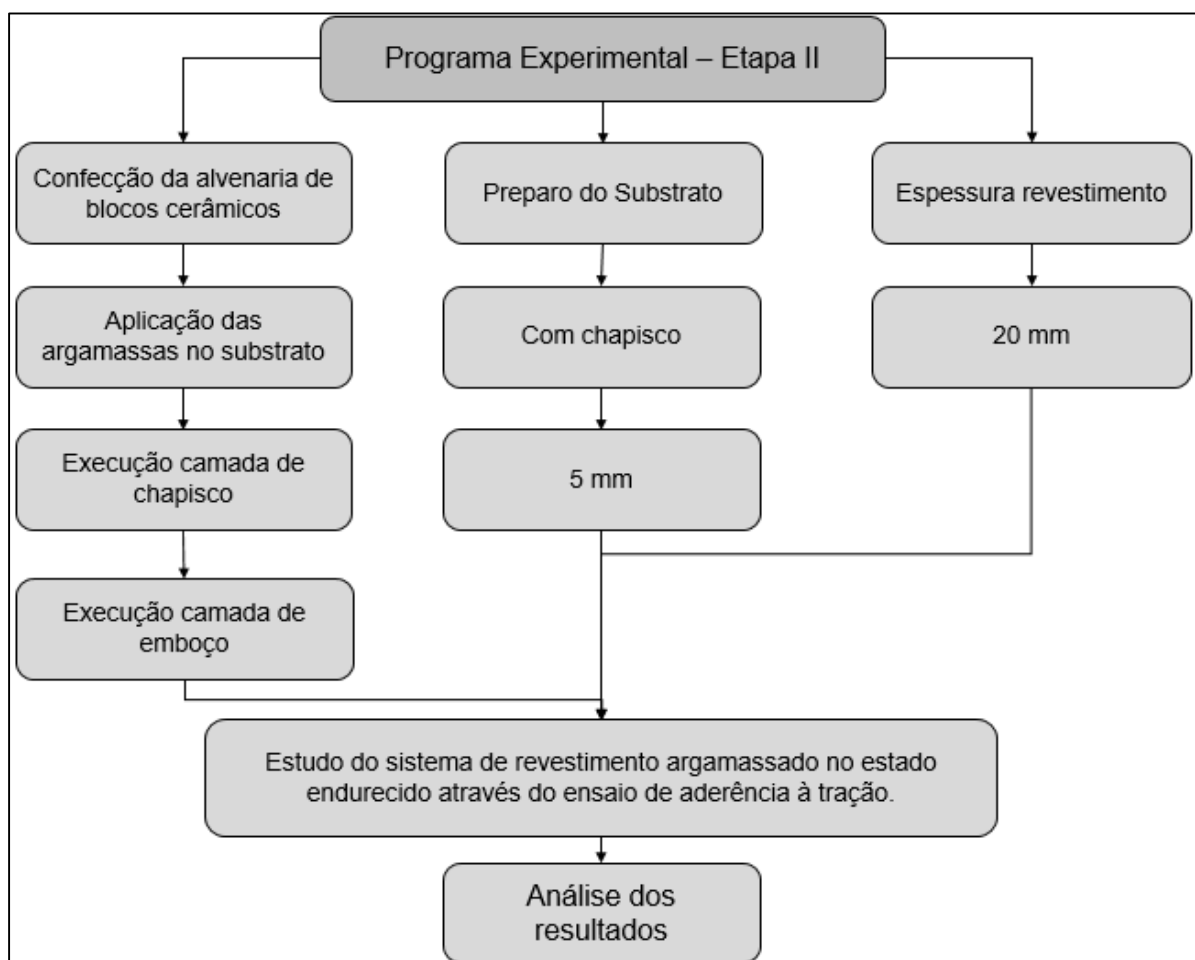 Programa Experimental – Etapa II
Confecção da alvenaria de
blocos cerâmicos
Preparo do Substrato
Espessura revestimento
Aplicação das
argamassas no substrato
Com chapisco
20 mm
Execução camada de
chapisco
5 mm
Execução camada de
emboço
Estudo do sistema de revestimento argamassado no estado
endurecido através do ensaio de aderência à tração.
Análise dos
resultados